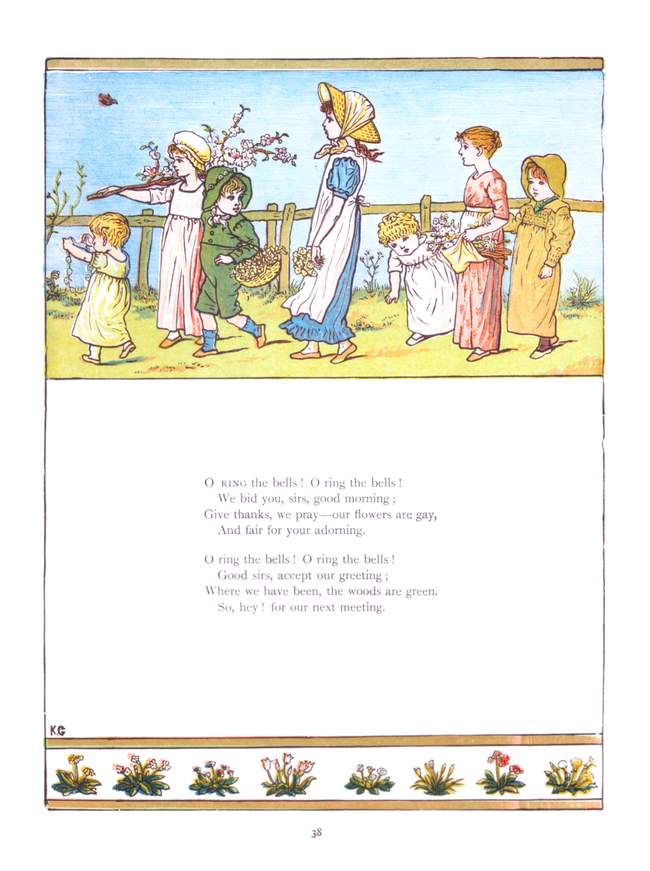 O RING the bells! O ring the bells!
We bid you, sirs, good morning;
Give thanks, we pray—our flowers are gay,
And fair for your adorning.
O ring the bells! O ring the bells!
Good sirs, accept our greeting;
Where we have been, the woods are green.
So, hey! for our next meeting.
K.G
38